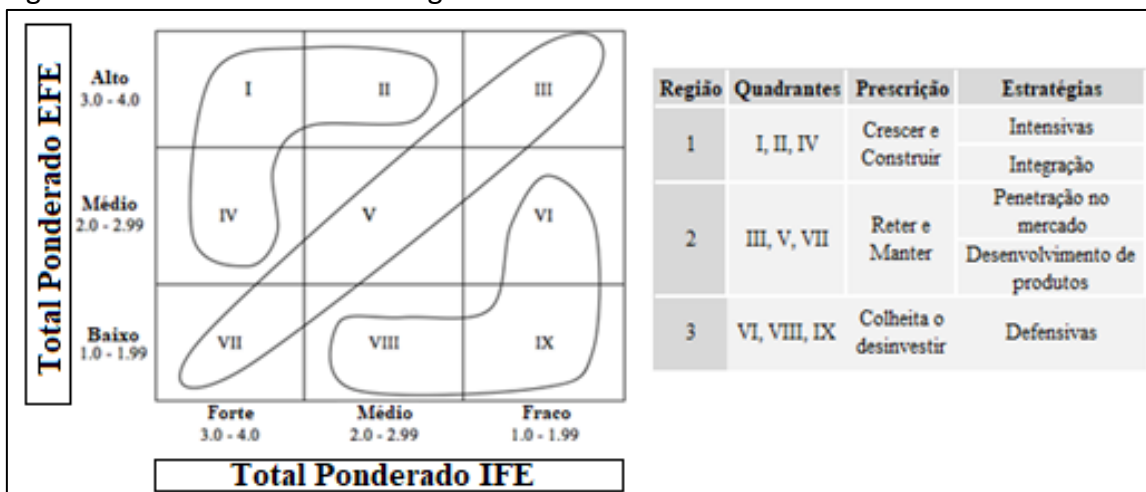 Total Ponderado EFE
Alto
3.0 - 4.0
I
II
III
Médio
2.0 - 2.99
IV
V
VI
Baixo
1.0 - 1.99
VII
VIII
IX
Forte
3.0 - 4.0
Médio
2.0 - 2.99
Fraco
1.0 - 1.99
Total Ponderado IFE
Região Quadrantes Prescrição Estratégias
1
I, II, IV
Crescer e
Construir
Intensivas
Integração
2
III, V, VII
Reter e
Manter
Penetração no
mercado
Desenvolvimento de
produtos
3
VI, VIII, IX
Colheita o
desinvestir
Defensivas